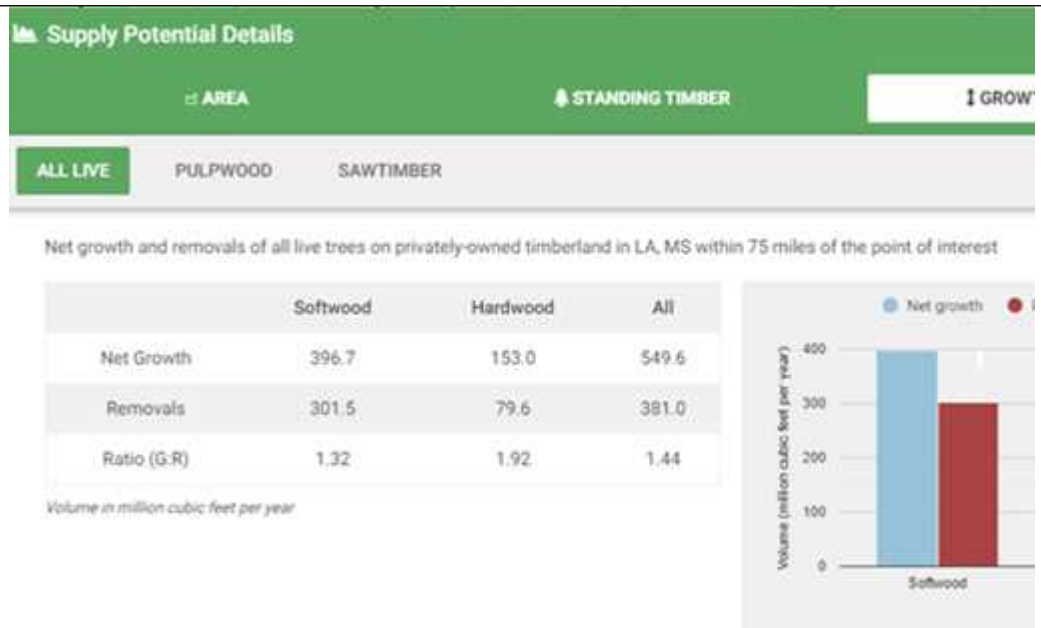 Supply Potential Details
AREA
STANDING TIMBER
GROW
ALL LIVE
PULPWOOD
SAWTIMBER
Net growth and removals of all live trees on privately-owned timberland in LA, MS within 75 miles of the point of interest
Softwood Hardwood All
Net Growth 396.7 153.0 549.6
Removals 301.5 79.6 381.0
Ratio (G:R) 1.32 1.92 1.44
Volume in million cubic feet per year
Net growth
Volume (million cubic feet per year)
400
300
200
100
0
Softwood